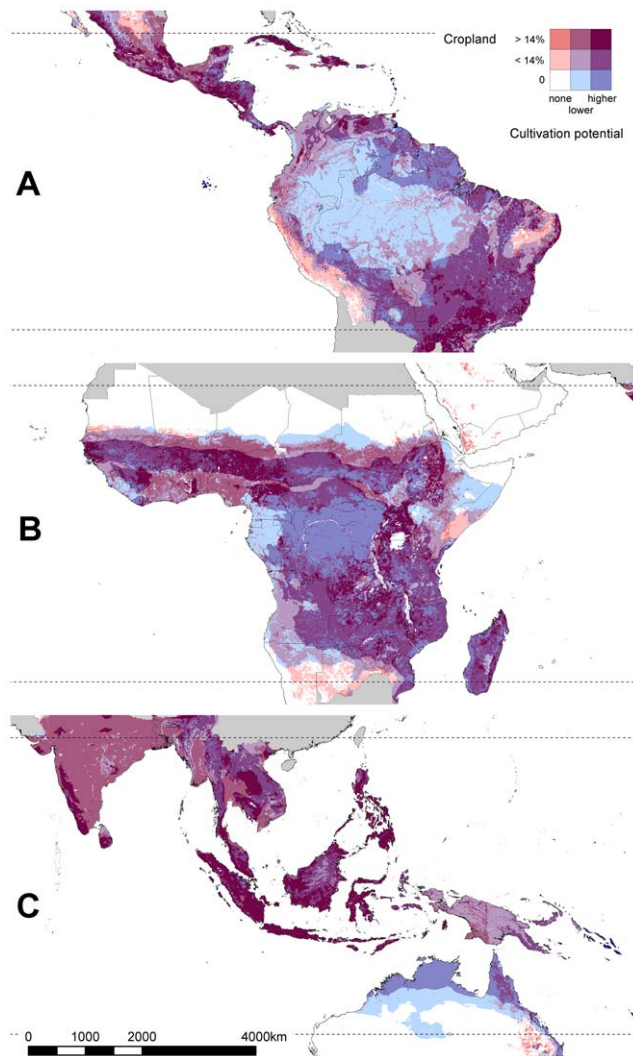 Cropland
> 14%
< 14%
0
none higher
lower
Cultivation potential
A
B
C
0 1000 2000 4000km